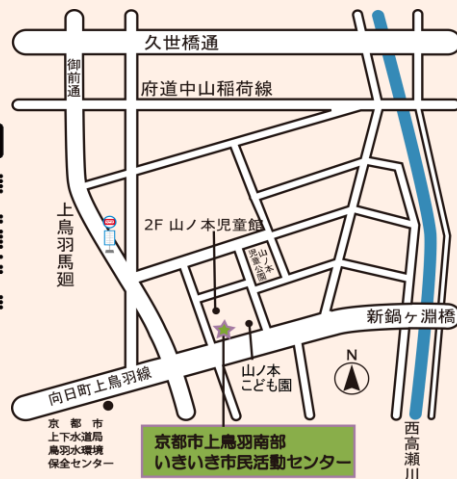 久世橋通
御前通
府道中山稲荷線
上鳥羽馬廻
2F 山ノ本児童館
山ノ本
児童公園
新鍋ヶ淵橋
向日町上鳥羽線
山ノ本
こども園
N
京都市
上下水道局
鳥羽水環境
保全センター
京都市上鳥羽南部
いきいき市民活動センター
西高瀬川